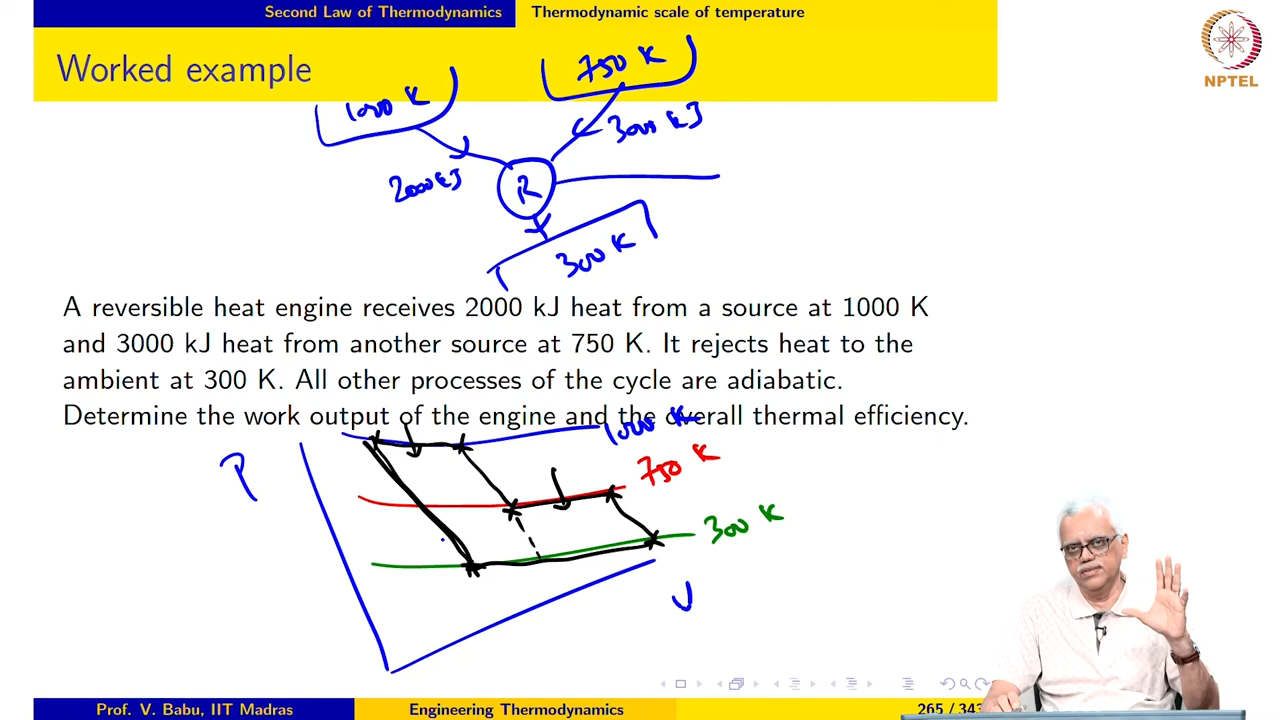 Second Law of Thermodynamics Thermodynamic scale of temperature
Worked example
NPTEL
1000 K
750 K
2000 kJ
3000 kJ
R
300 K
A reversible heat engine receives 2000 kJ heat from a source at 1000 K
and 3000 kJ heat from another source at 750 K. It rejects heat to the
ambient at 300 K. All other processes of the cycle are adiabatic.
Determine the work output of the engine and the overall thermal efficiency.
P
1000 K
750 K
300 K
V
Prof. V. Babu, IIT Madras Engineering Thermodynamics 265 / 343